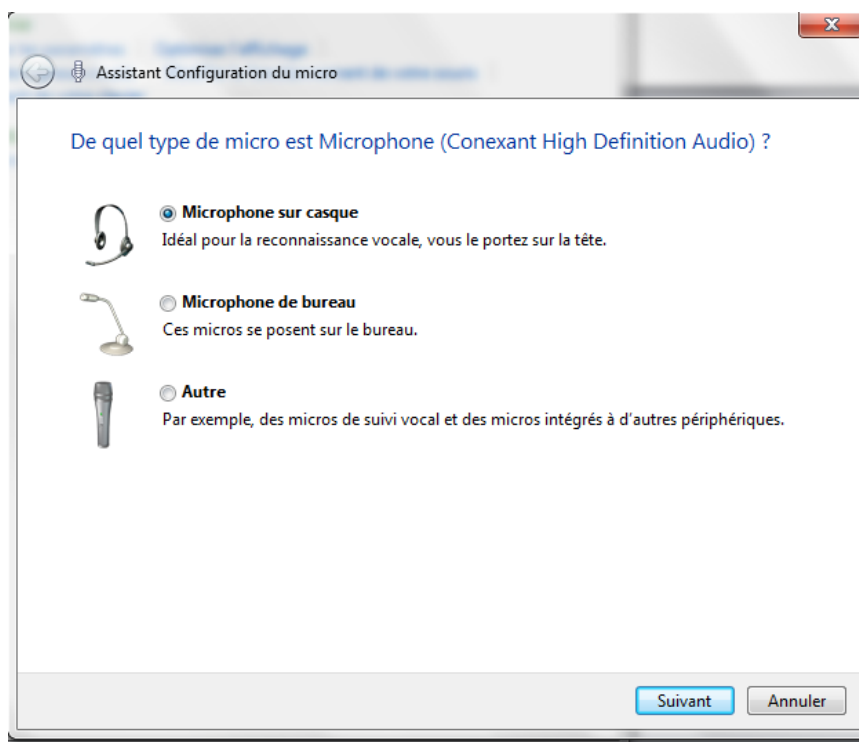 Assistant Configuration du micro
De quel type de micro est Microphone (Conexant High Definition Audio) ?
Microphone sur casque
Idéal pour la reconnaissance vocale, vous le portez sur la tête.
Microphone de bureau
Ces micros se posent sur le bureau.
Autre
Par exemple, des micros de suivi vocal et des micros intégrés à d'autres périphériques.
Suivant Annuler